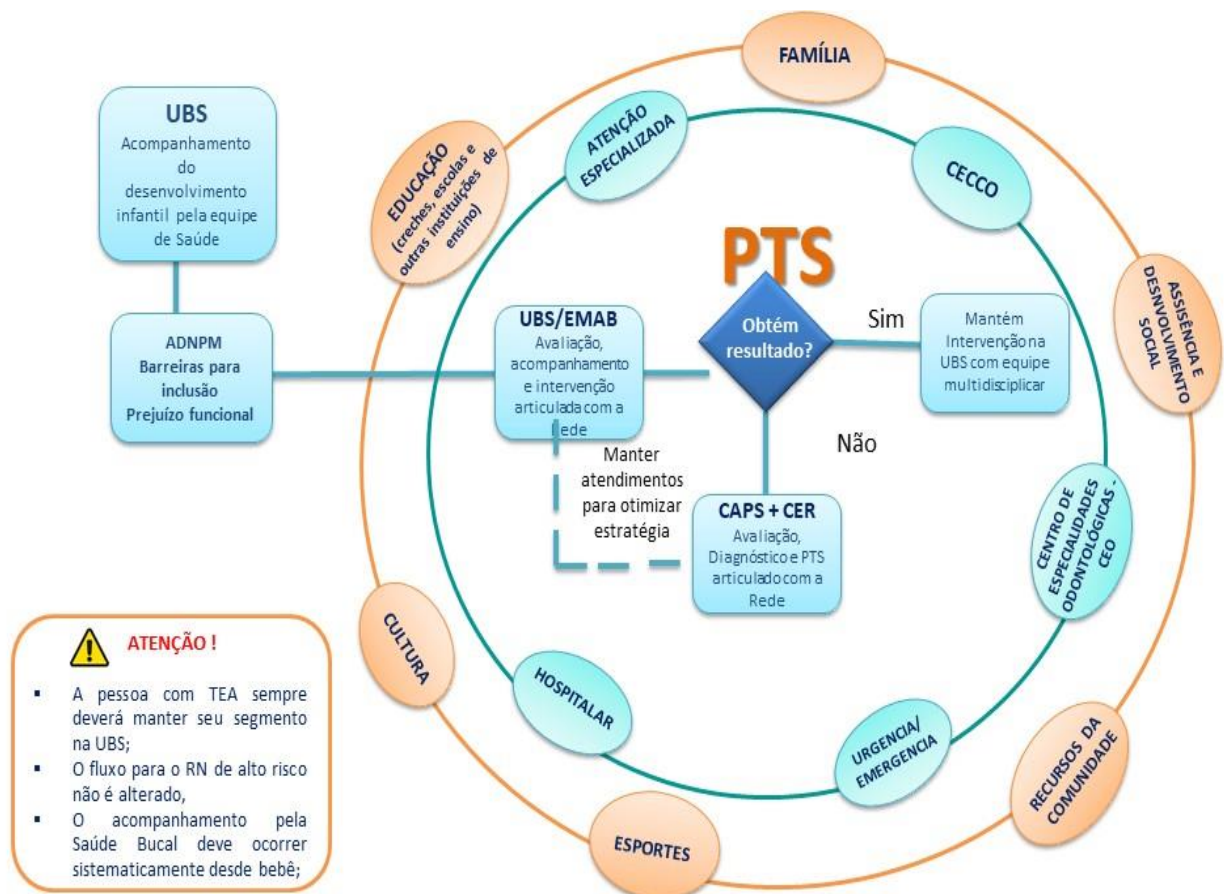 UBS
Acompanhamento
do
desenvolvimento
infantil pela equipe
de Saúde
ADNPM
Barreiras para
inclusão
Prejuízo funcional
FAMÍLIA
EDUCAÇÃO
(creches, escolas e
outras instituições de
ensino)
ATENÇÃO
ESPECIALIZADA
CECCO
ASSISÊNCIA E
DESNVOLVIMENTO
SOCIAL
PTS
UBS/EMAB
Avaliação,
acompanhamento
e intervenção
articulada com a
Rede
Obtém
resultado?
Sim
Mantém
Intervenção na
UBS com equipe
multidisciplicar
Não
Manter
atendimentos
para otimizar
estratégia
CAPS + CER
Avaliação,
Diagnóstico e PTS
articulado com a
Rede
CENTRO DE
ESPECIALIDADES
ODONTOLÓGICAS -
CEO
CULTURA
HOSPITALAR
URGENCIA/
EMERGENCIA
RECURSOS DA
COMUNIDADE
ESPORTES
ATENÇÃO !
▪ A pessoa com TEA sempre
deverá manter seu segmento
na UBS;
▪ O fluxo para o RN de alto risco
não é alterado,
▪ O acompanhamento pela
Saúde Bucal deve ocorrer
sistematicamente desde bebê;